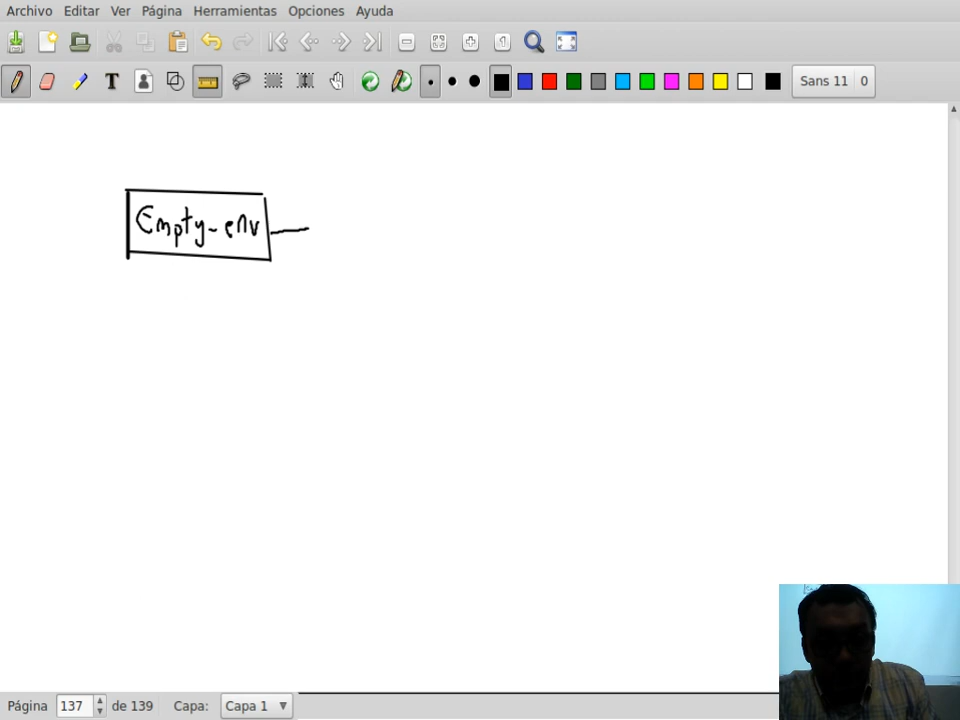 Archivo Editar Ver Página Herramientas Opciones Ayuda
T Sans 11 0
Empty-env
Página 137 de 139 Capa: Capa 1